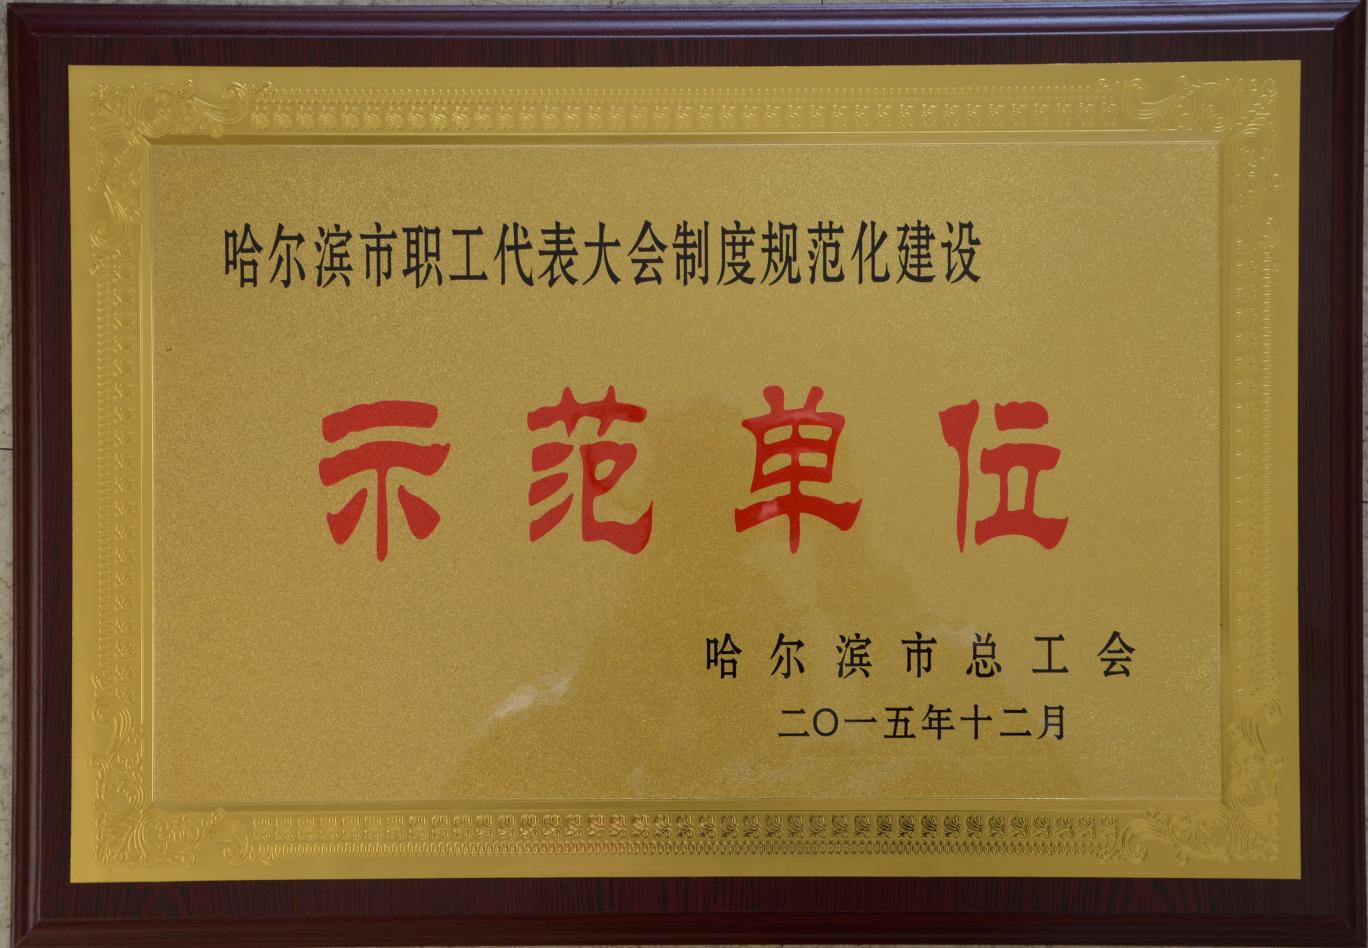 哈尔滨市职工代表大会制度规范化建设
示范单位
哈尔滨市总工会
二〇一五年十二月